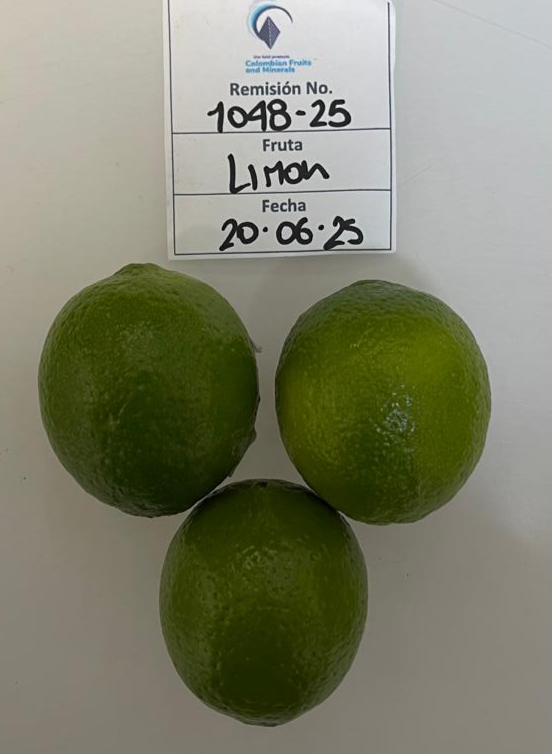 Colombian Fruits
and Minerals
Remisión No.
1048-25
Fruta
Limon
Fecha
20·06·25